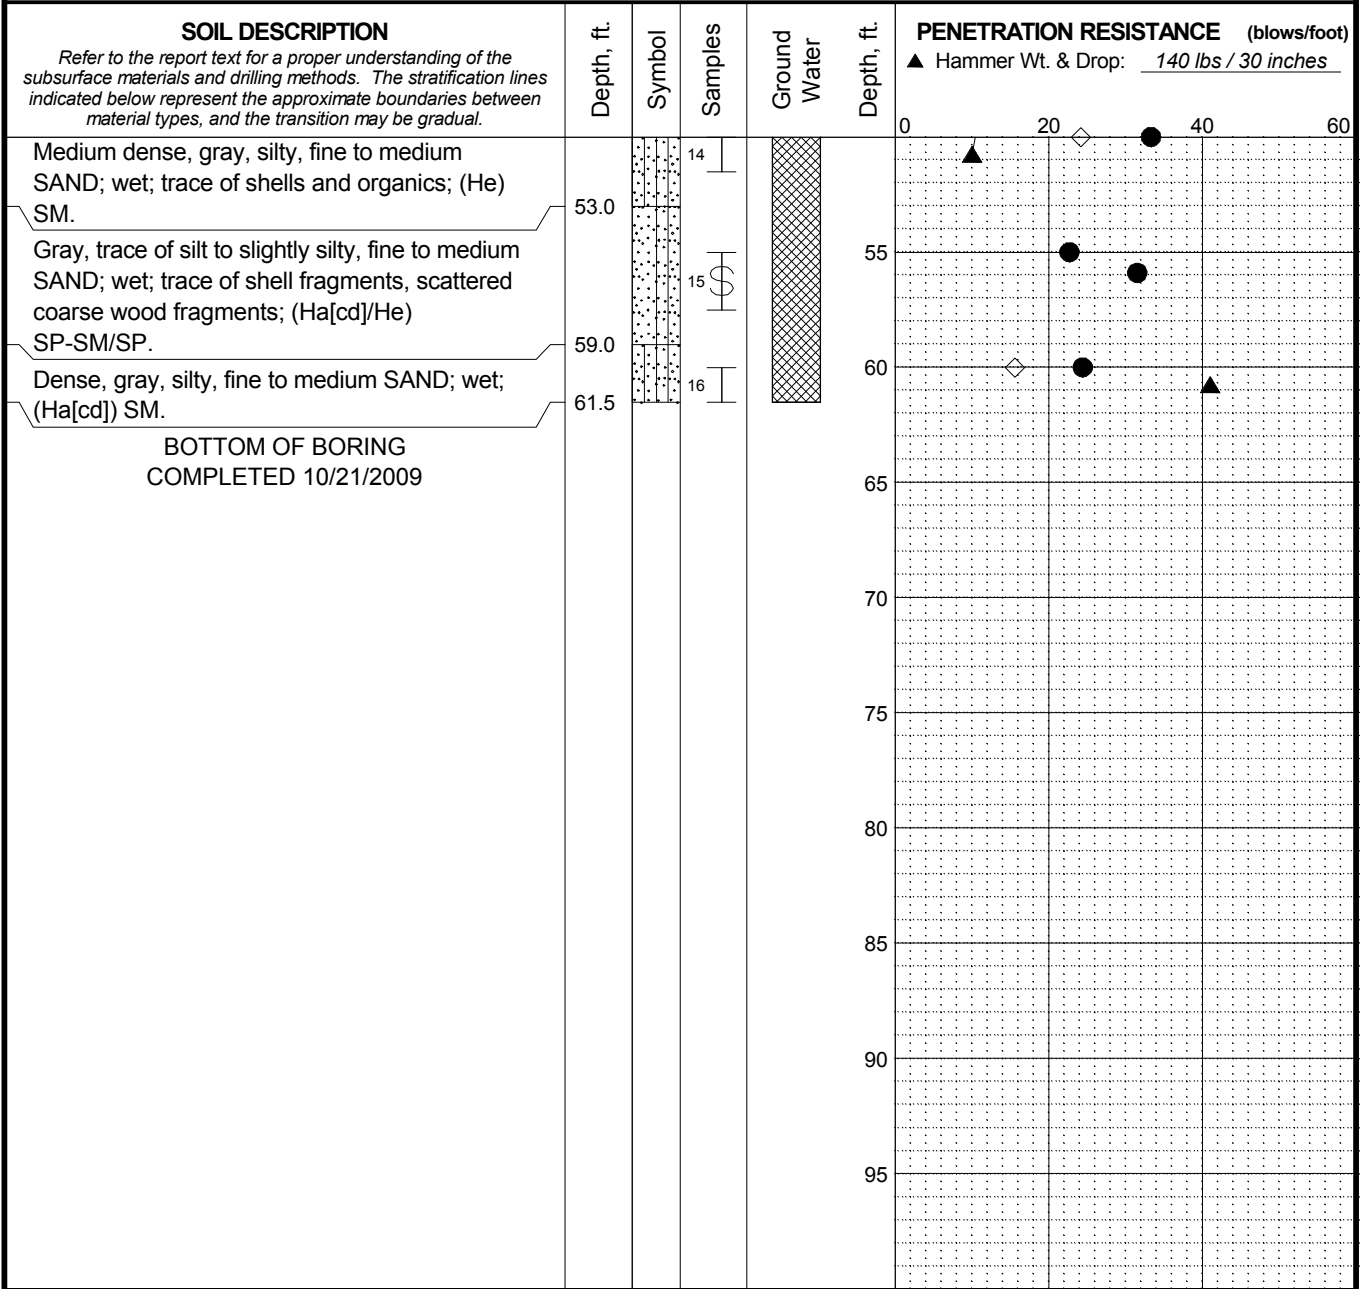 SOIL DESCRIPTION
Refer to the report text for a proper understanding of the
subsurface materials and drilling methods. The stratification lines
indicated below represent the approximate boundaries between
material types, and the transition may be gradual.
Depth, ft.
Symbol
Samples
Ground
Water
Depth, ft.
PENETRATION RESISTANCE (blows/foot)
▲ Hammer Wt. & Drop: 140 lbs / 30 inches
0 20 40 60
Medium dense, gray, silty, fine to medium
SAND; wet; trace of shells and organics; (He)
SM.
53.0
14
Gray, trace of silt to slightly silty, fine to medium
SAND; wet; trace of shell fragments, scattered
coarse wood fragments; (Ha[cd]/He)
SP-SM/SP.
59.0
15
S
Dense, gray, silty, fine to medium SAND; wet;
(Ha[cd]) SM.
61.5
16
BOTTOM OF BORING
COMPLETED 10/21/2009
55
60
65
70
75
80
85
90
95